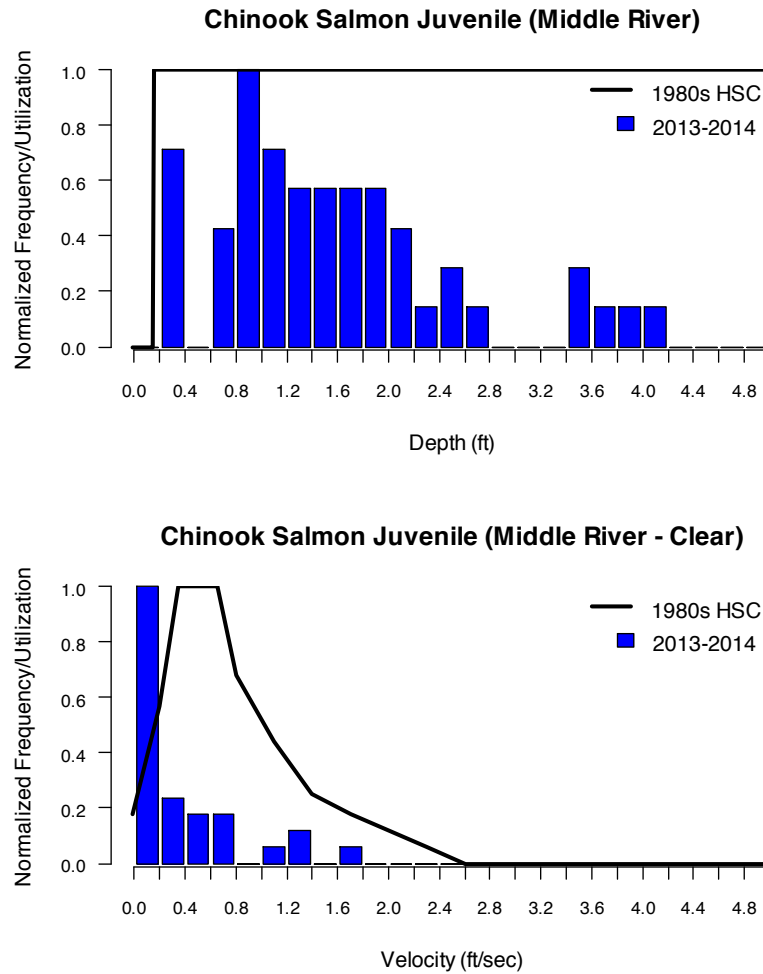 Chinook Salmon Juvenile (Middle River)
Normalized Frequency/Utilization
1.0
0.8
0.6
0.4
0.2
0.0
1980s HSC
2013-2014
0.0 0.4 0.8 1.2 1.6 2.0 2.4 2.8 3.2 3.6 4.0 4.4 4.8
Depth (ft)
Chinook Salmon Juvenile (Middle River - Clear)
Normalized Frequency/Utilization
1.0
0.8
0.6
0.4
0.2
0.0
1980s HSC
2013-2014
0.0 0.4 0.8 1.2 1.6 2.0 2.4 2.8 3.2 3.6 4.0 4.4 4.8
Velocity (ft/sec)